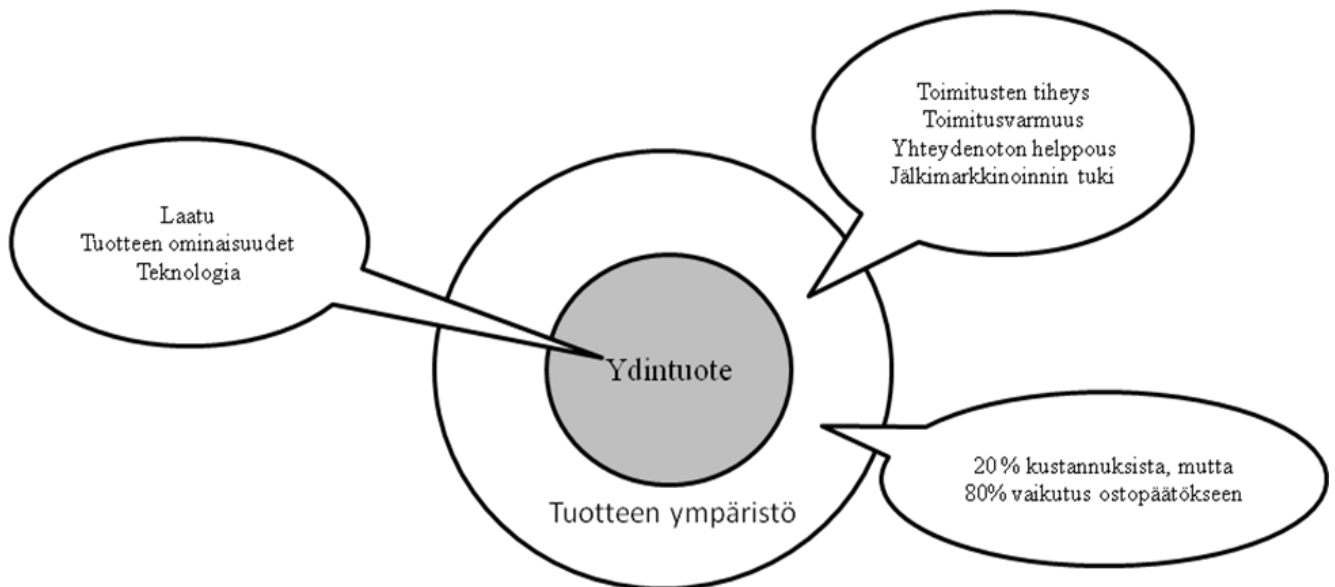 Toimitusten tiheys
Toimitusvarmuus
Yhteydenoton helppous
Jälkimarkkinoinnin tuki
Laatu
Tuotteen ominaisuudet
Teknologia
Ydintuote
20% kustannuksista, mutta
80% vaikutus ostopäätökseen
Tuotteen ympäristö